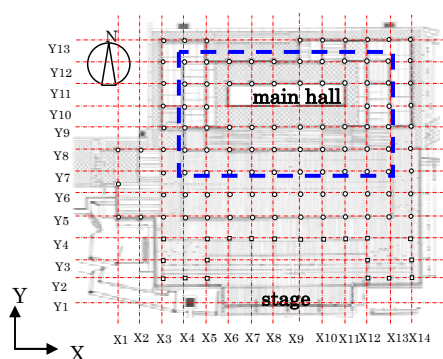 N
Y13
Y12
Y11
Y10
Y9
Y8
Y7
Y6
Y5
Y4
Y3
Y2
Y1
main hall
stage
Y
X
X1 X2 X3 X4 X5 X6 X7 X8 X9 X10 X11 X12 X13 X14